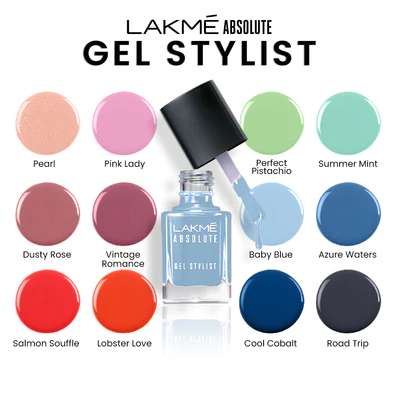 LAKMÉ ABSOLUTE
GEL STYLIST
Pearl
Pink Lady
Perfect
Pistachio
Summer Mint
LAKMÉ
ABSOLUTE
GEL STYLIST
Dusty Rose
Vintage
Romance
Baby Blue
Azure Waters
Salmon Souffle
Lobster Love
Cool Cobalt
Road Trip